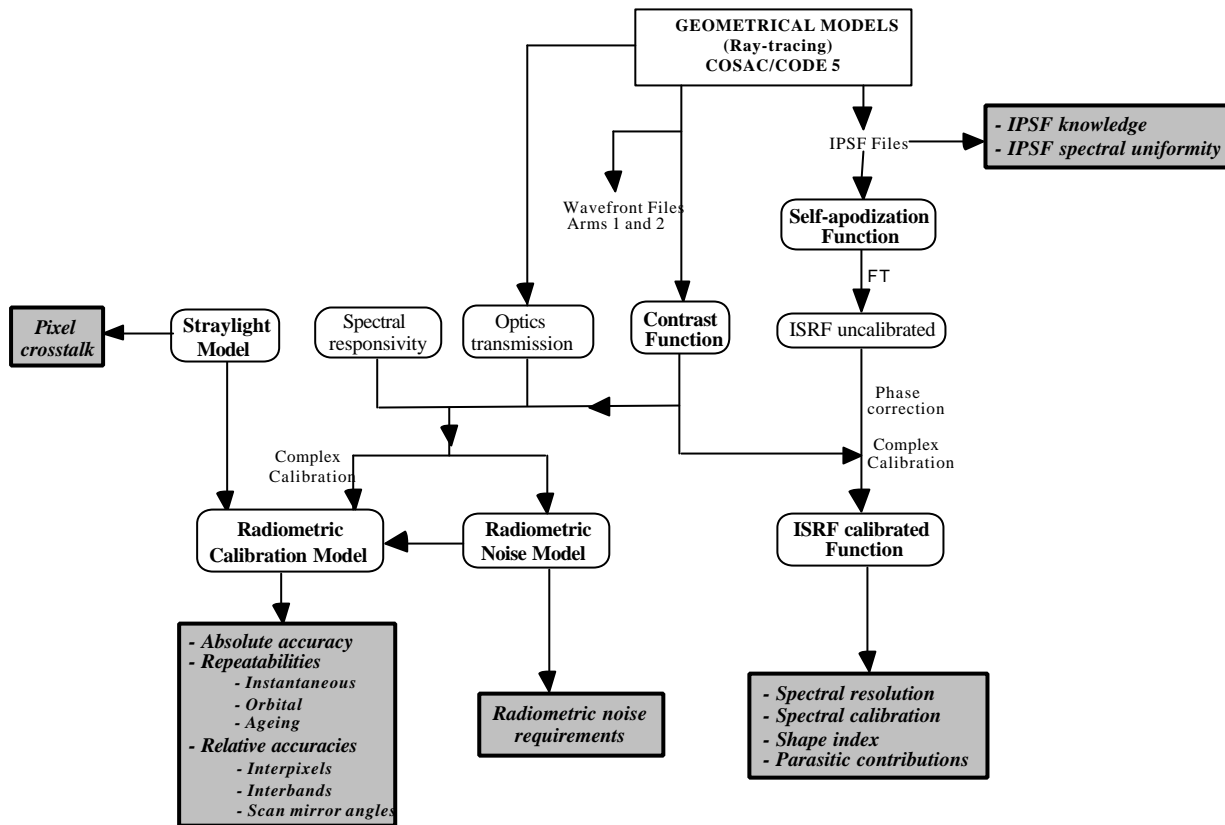 GEOMETRICAL MODELS
(Ray-tracing)
COSAC/CODE 5
- IPSF knowledge
- IPSF spectral uniformity
IPSF Files
Wavefront Files
Arms 1 and 2
Self-apodization
Function
FT
Pixel
crosstalk
Straylight
Model
Spectral
responsivity
Optics
transmission
Contrast
Function
ISRF uncalibrated
Phase
correction
Complex
Calibration
Complex
Calibration
Radiometric
Calibration Model
Radiometric
Noise Model
ISRF calibrated
Function
- Absolute accuracy
- Repeatabilities
- Instantaneous
- Orbital
- Ageing
- Relative accuracies
- Interpixels
- Interbands
- Scan mirror angles
Radiometric noise
requirements
- Spectral resolution
- Spectral calibration
- Shape index
- Parasitic contributions